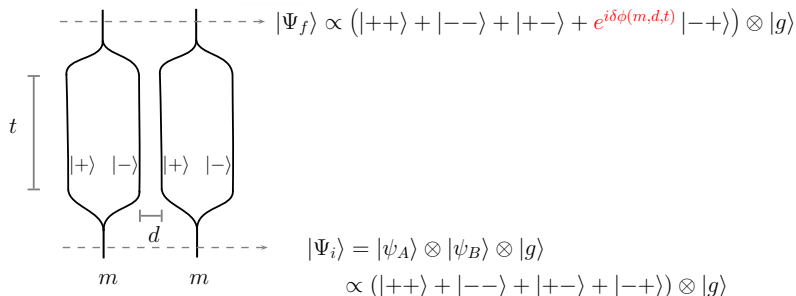 |Ψ_f⟩ ∝ (|++⟩ + |−−⟩ + |+−⟩ + e^{iδϕ(m,d,t)} |−+⟩) ⊗ |g⟩
t
|+⟩ |−⟩ |+⟩ |−⟩
d
|Ψ_i⟩ = |ψ_A⟩ ⊗ |ψ_B⟩ ⊗ |g⟩
m m
∝ (|++⟩ + |−−⟩ + |+−⟩ + |−+⟩) ⊗ |g⟩